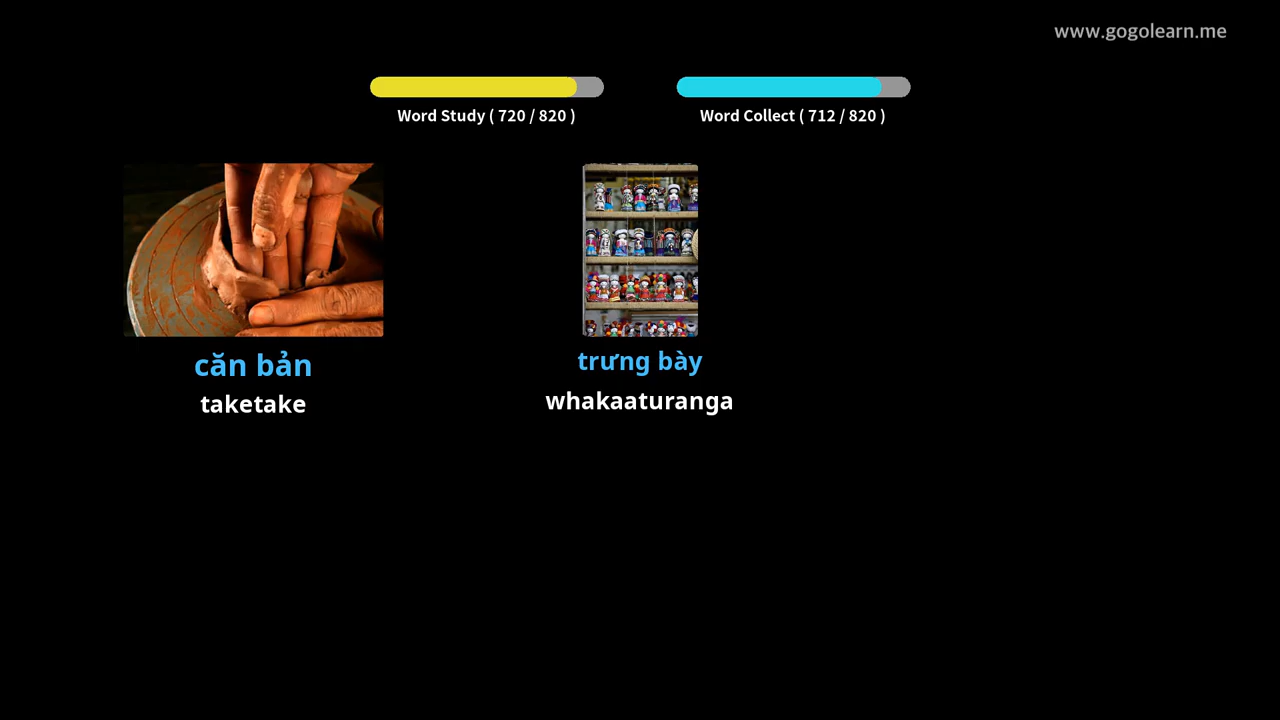 www.gogolearn.me
Word Study ( 720 / 820 )
Word Collect ( 712 / 820 )
căn bản
taketake
trưng bày
whakaaturanga